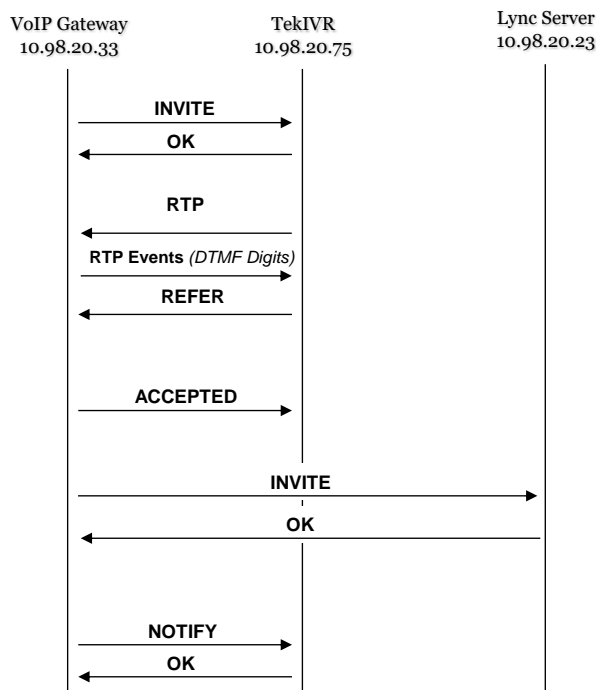 VoIP Gateway
10.98.20.33
TekIVR
10.98.20.75
Lync Server
10.98.20.23
INVITE
OK
RTP
RTP Events (DTMF Digits)
REFER
ACCEPTED
INVITE
OK
NOTIFY
OK